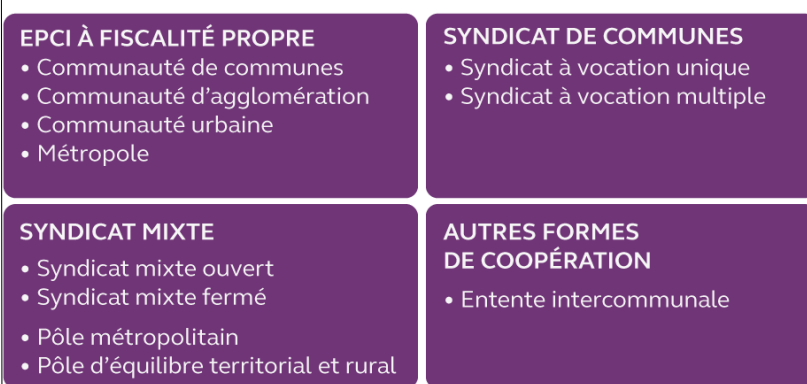 EPCI À FISCALITÉ PROPRE
• Communauté de communes
• Communauté d’agglomération
• Communauté urbaine
• Métropole
SYNDICAT DE COMMUNES
• Syndicat à vocation unique
• Syndicat à vocation multiple
SYNDICAT MIXTE
• Syndicat mixte ouvert
• Syndicat mixte fermé
• Pôle métropolitain
• Pôle d’équilibre territorial et rural
AUTRES FORMES
DE COOPÉRATION
• Entente intercommunale